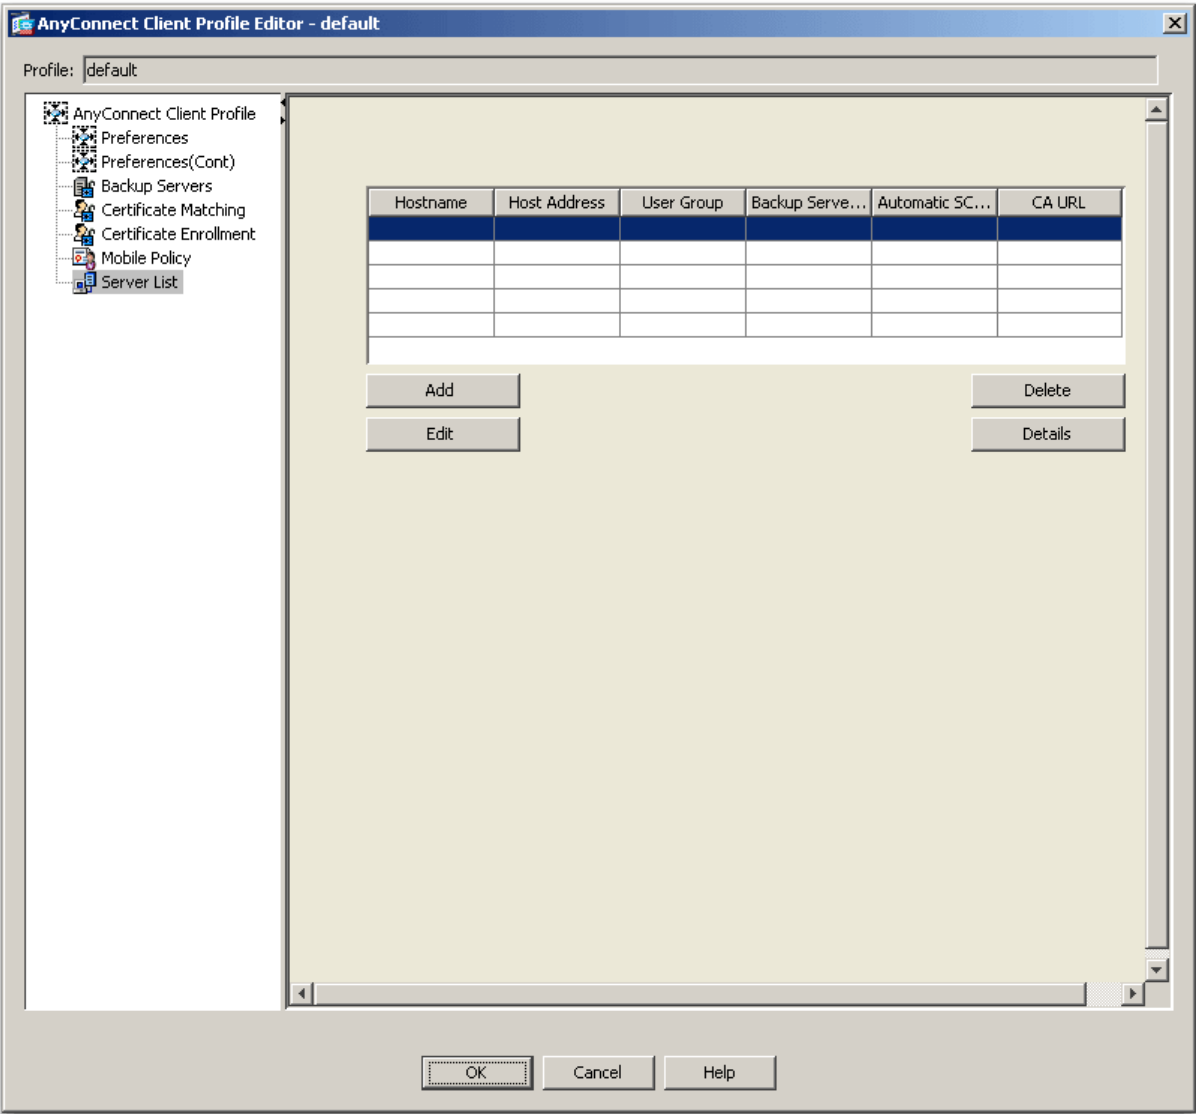 AnyConnect Client Profile Editor - default
Profile: default
AnyConnect Client Profile
Preferences
Preferences(Cont)
Backup Servers
Certificate Matching
Certificate Enrollment
Mobile Policy
Server List
Hostname Host Address User Group Backup Serve... Automatic SC... CA URL
Add Delete
Edit Details
OK Cancel Help